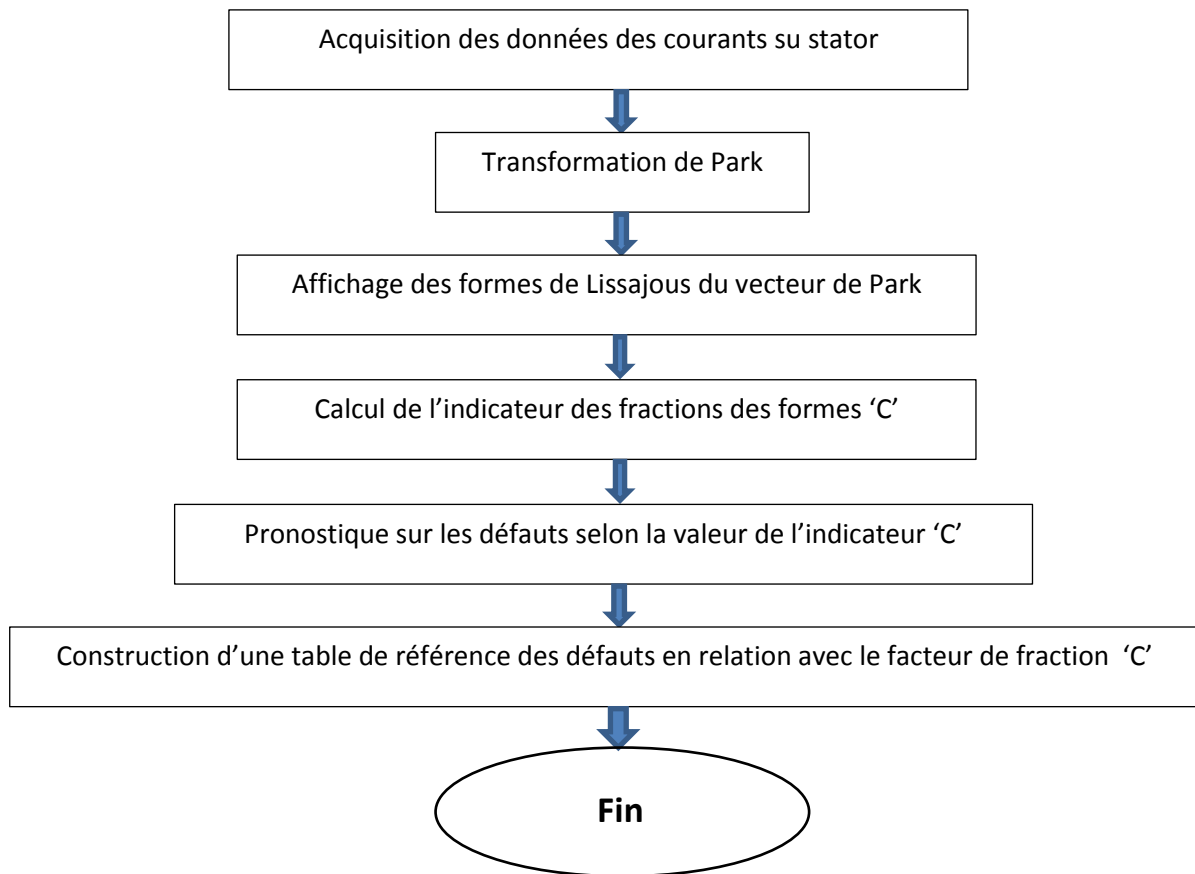 Acquisition des données des courants su stator
Transformation de Park
Affichage des formes de Lissajous du vecteur de Park
Calcul de l’indicateur des fractions des formes ‘C’
Pronostique sur les défauts selon la valeur de l’indicateur ‘C’
Construction d’une table de référence des défauts en relation avec le facteur de fraction ‘C’
Fin